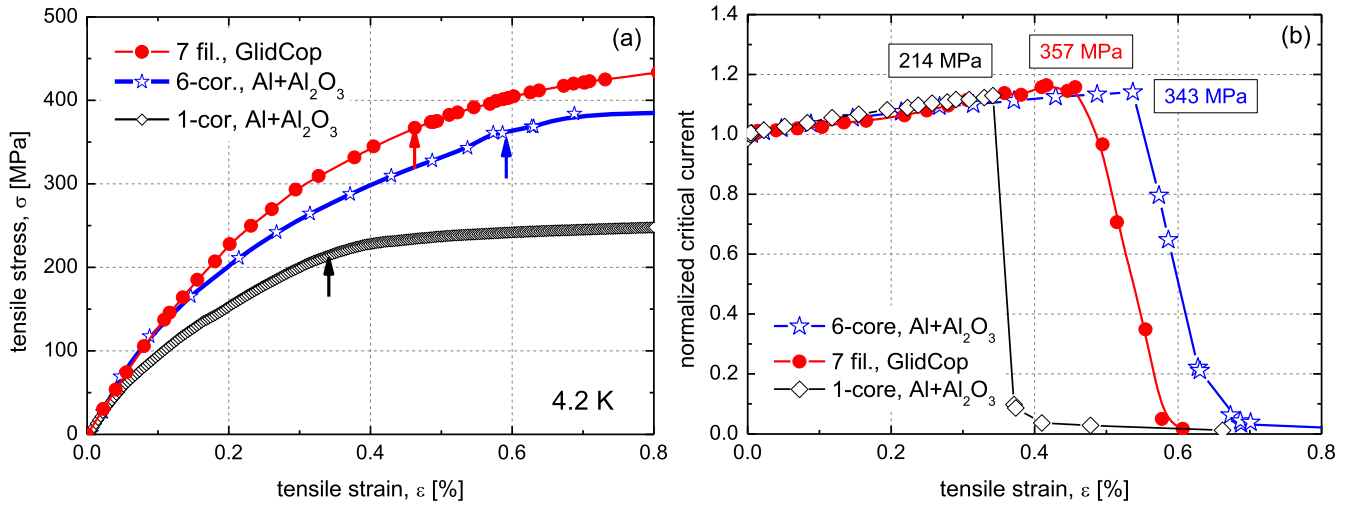 (a)
7 fil., GlidCop
6-cor., Al+Al₂O₃
1-cor, Al+Al₂O₃
500
400
300
200
100
0
tensile stress, σ [MPa]
4.2 K
0.0 0.2 0.4 0.6 0.8
tensile strain, ε [%]
(b)
214 MPa
357 MPa
343 MPa
1.4
1.2
1.0
0.8
0.6
0.4
0.2
0.0
normalized critical current
6-core, Al+Al₂O₃
7 fil., GlidCop
1-core, Al+Al₂O₃
0.0 0.2 0.4 0.6 0.8
tensile strain, ε [%]